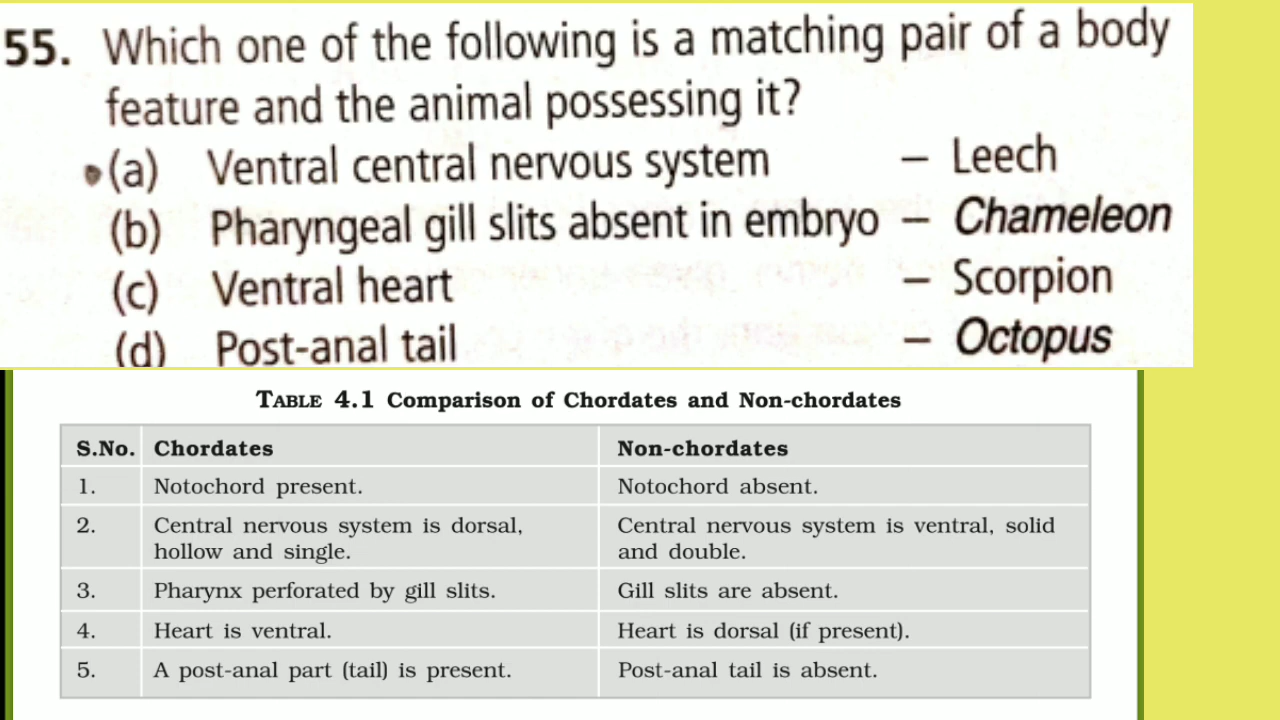 55. Which one of the following is a matching pair of a body
feature and the animal possessing it?
(a) Ventral central nervous system – Leech
(b) Pharyngeal gill slits absent in embryo – Chameleon
(c) Ventral heart – Scorpion
(d) Post-anal tail – Octopus
TABLE 4.1 Comparison of Chordates and Non-chordates
S.No. Chordates Non-chordates
1. Notochord present. Notochord absent.
2. Central nervous system is dorsal, Central nervous system is ventral, solid
hollow and single. and double.
3. Pharynx perforated by gill slits. Gill slits are absent.
4. Heart is ventral. Heart is dorsal (if present).
5. A post-anal part (tail) is present. Post-anal tail is absent.